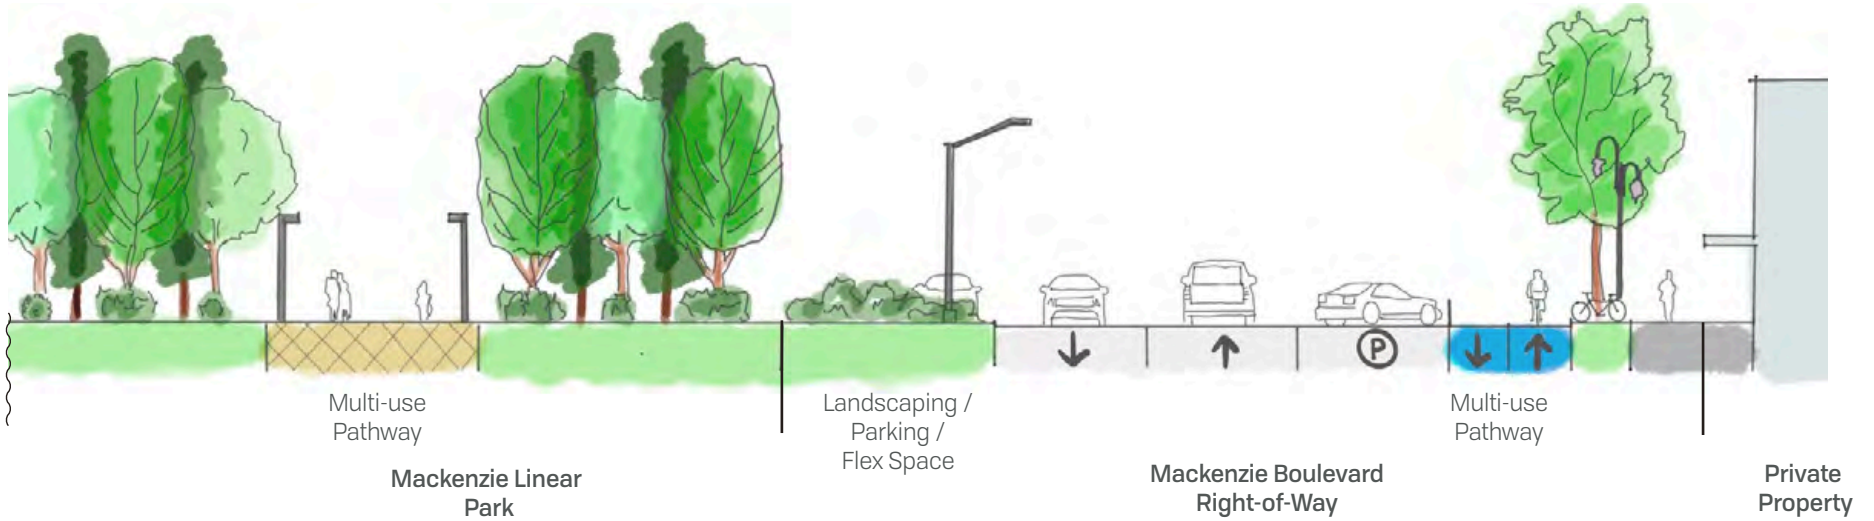 P
Multi-use
Pathway
Landscaping /
Parking /
Flex Space
Multi-use
Pathway
Mackenzie Linear
Park
Mackenzie Boulevard
Right-of-Way
Private
Property